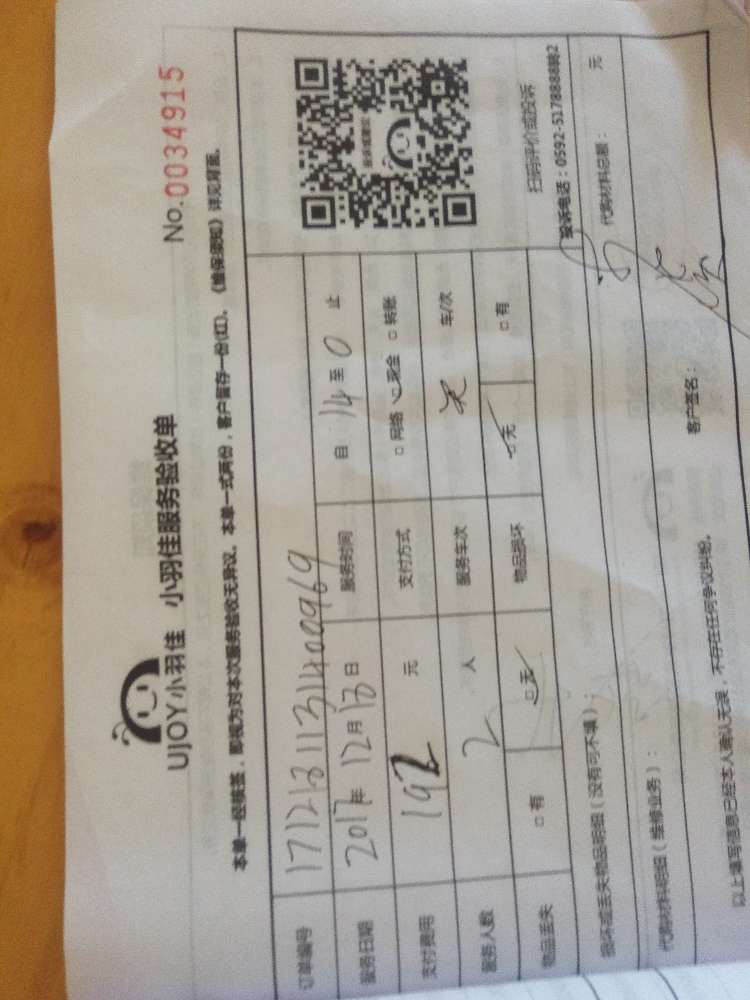 UJOY小羽佳 小羽佳服务验收单
No.0034915
本单一经接签，即视为对本次服务验收无异议。本单一式两份，客户留存一份(红)。《维保须知》详见背面。
订单编号 1712131131400969
服务日期 2017年 12月 13日 服务时间 自 14 至 0 止
支付费用 192 元 支付方式 □ 网络 ☑ 现金 □ 转账
服务人数 2 人 服务车次 无 车/次
物品丢失 □ 有 ☑ 无 物品损坏 ☑ 无 □ 有
扫码评价或投诉
投诉电话：0592-5178888转2
损坏或丢失物品明细（没有可不填）：
代购材料明细（维修业务）： 代购材料总额： 元
以上填写信息已经本人确认无误，不存在任何争议纠纷。 客户签名：